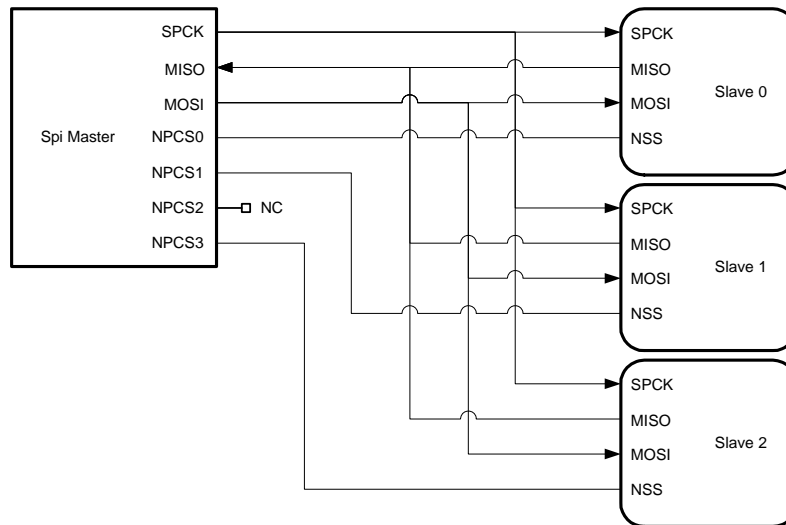 Spi Master
SPCK
MISO
MOSI
NPCS0
NPCS1
NPCS2
NC
NPCS3
SPCK
MISO
MOSI
NSS
Slave 0
SPCK
MISO
MOSI
NSS
Slave 1
SPCK
MISO
MOSI
NSS
Slave 2